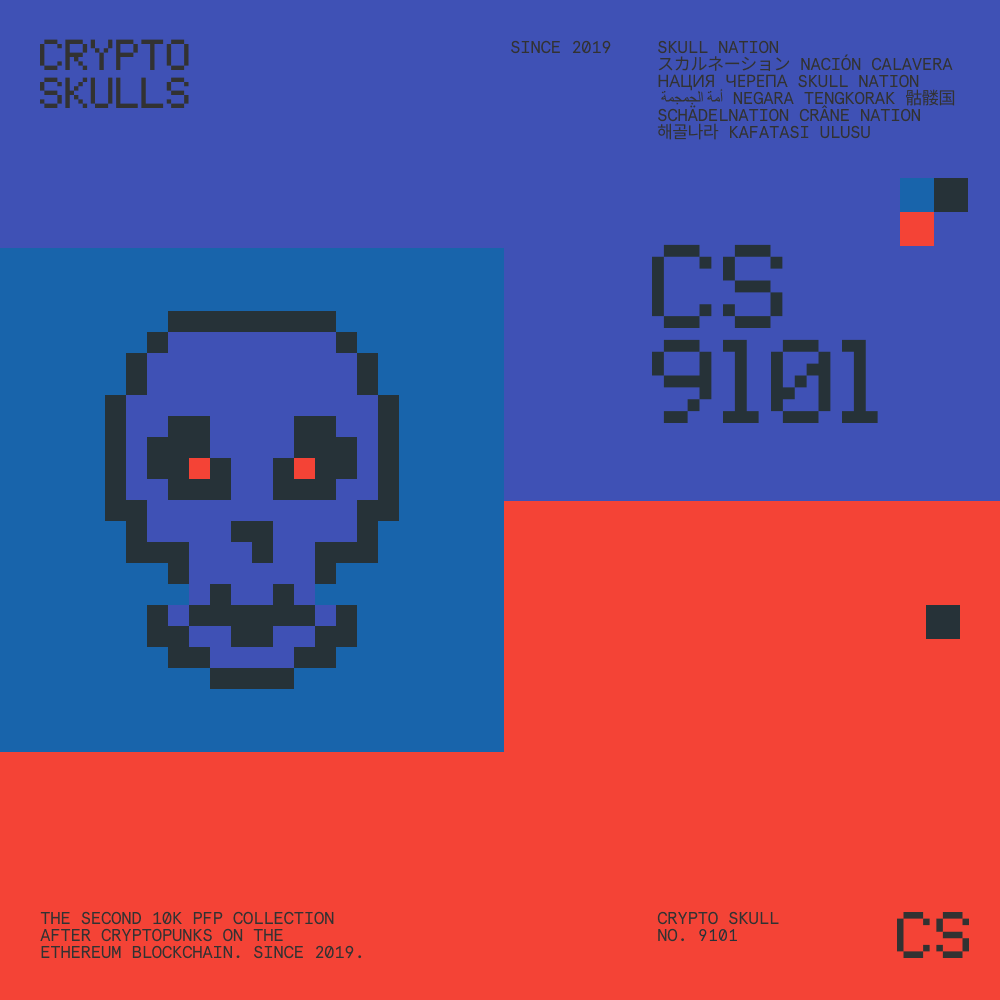 CRYPTO
SKULLS
SINCE 2019
SKULL NATION
スカルネーション NACIÓN CALAVERA
НАЦИЯ ЧЕРЕПА SKULL NATION
أمة الجمجمة NEGARA TENGKORAK 骷髅国
SCHÄDELNATION CRÂNE NATION
해골나라 KAFATASI ULUSU
CS
9101
THE SECOND 10K PFP COLLECTION
AFTER CRYPTOPUNKS ON THE
ETHEREUM BLOCKCHAIN. SINCE 2019.
CRYPTO SKULL
NO. 9101
CS